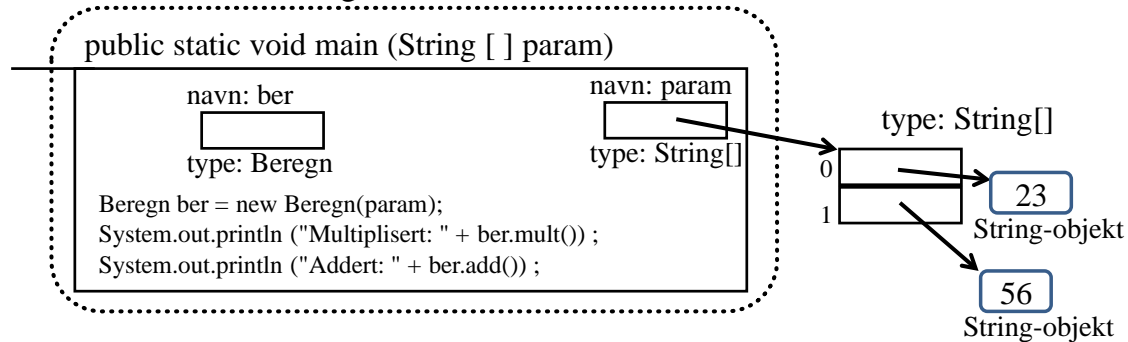 public static void main (String [ ] param)
navn: ber
type: Beregn
navn: param
type: String[]
Beregn ber = new Beregn(param);
System.out.println ("Multiplisert: " + ber.mult()) ;
System.out.println ("Addert: " + ber.add()) ;
type: String[]
0
1
23
String-objekt
56
String-objekt